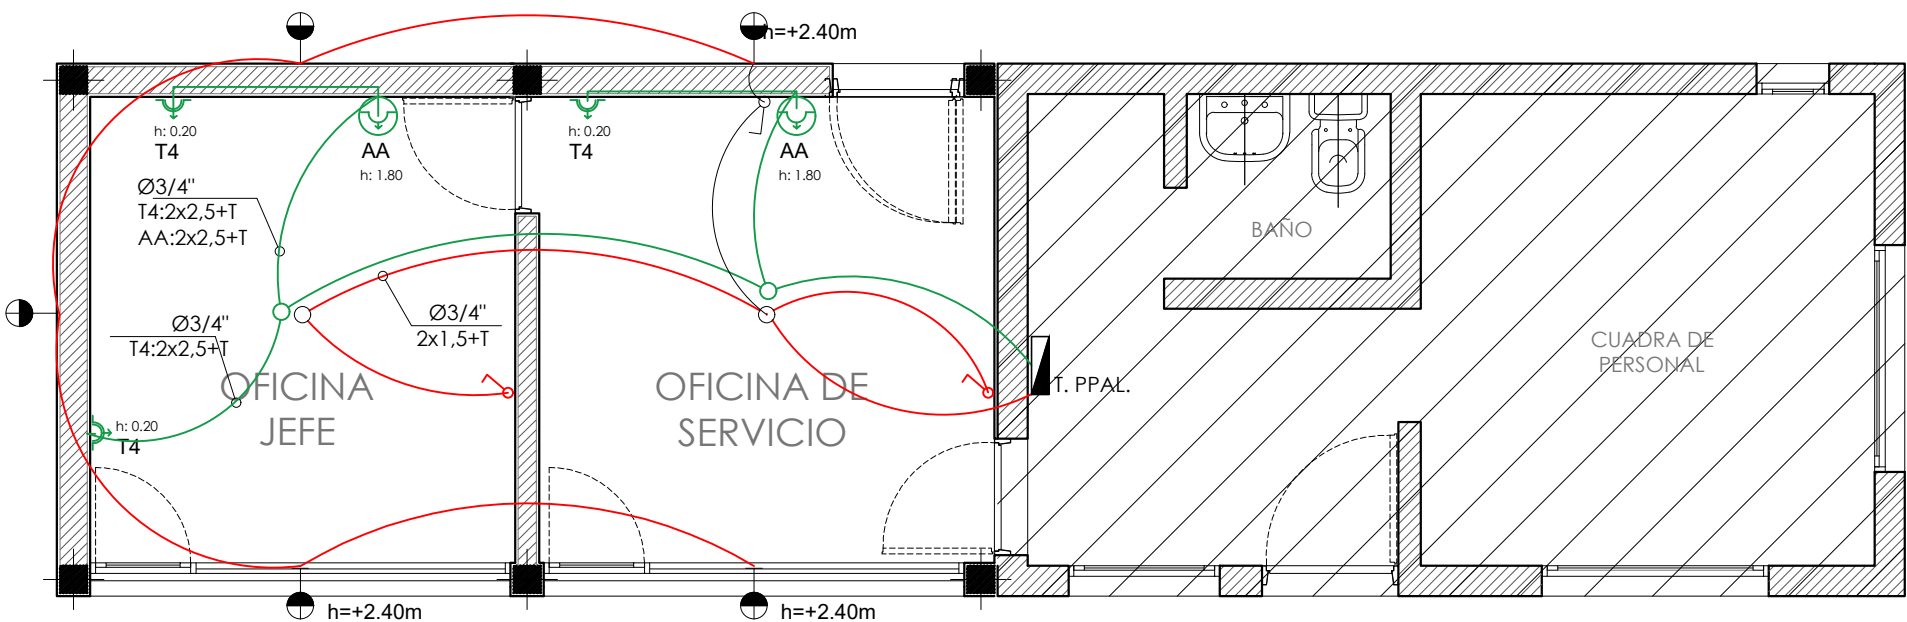 h=+2.40m
h: 0.20
T4
AA
h: 1.80
h: 0.20
T4
AA
h: 1.80
Ø3/4"
T4:2x2,5+T
AA:2x2,5+T
BAÑO
Ø3/4"
T4:2x2,5+T
Ø3/4"
2x1,5+T
CUADRA DE
PERSONAL
OFICINA
JEFE
OFICINA DE
SERVICIO
T. PPAL.
h: 0.20
T4
h=+2.40m
h=+2.40m